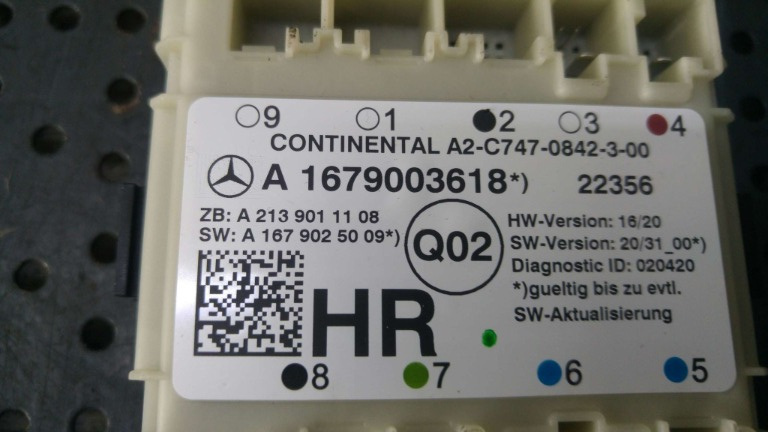 9 1 2 3 4
CONTINENTAL A2-C747-0842-3-00
A 1679003618*) 22356
ZB: A 213 901 11 08
SW: A 167 902 50 09*)
Q02
HW-Version: 16/20
SW-Version: 20/31_00*)
Diagnostic ID: 020420
*)gueltig bis zu evtl.
SW-Aktualisierung
HR
8 7 6 5